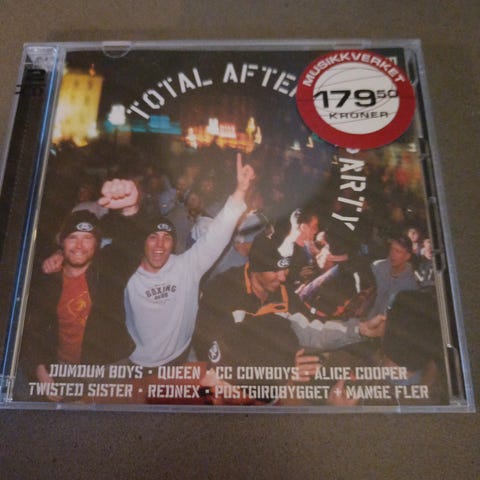 TOTAL AFTE
PARTY
MUSIKKVERKET
179 50
KRONER
BOXING
DUMDUM BOYS • QUEEN • CC COWBOYS • ALICE COOPER
TWISTED SISTER • REDNEX • POSTGIROBYGGET + MANGE FLER